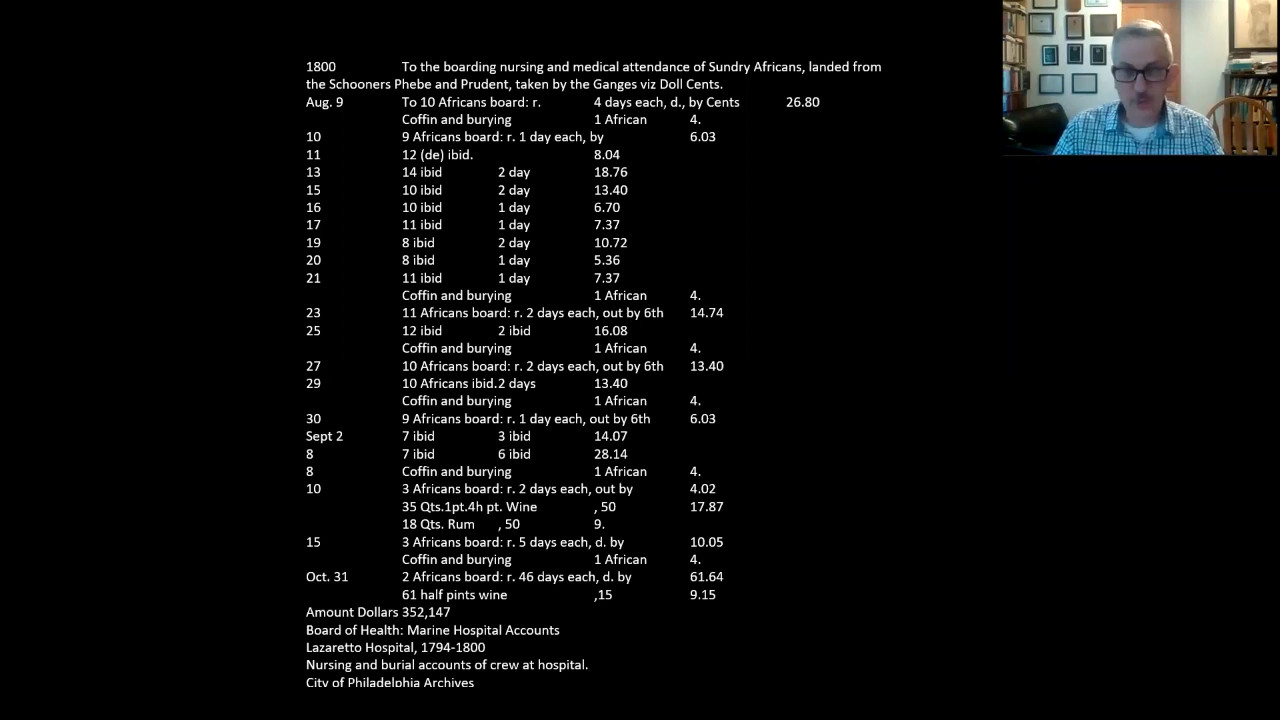 1800 To the boarding nursing and medical attendance of Sundry Africans, landed from
the Schooners Phebe and Prudent, taken by the Ganges viz Doll Cents.
Aug. 9 To 10 Africans board: r. 4 days each, d., by Cents 26.80
Coffin and burying 1 African 4.
10 9 Africans board: r. 1 day each, by 6.03
11 12 (de) ibid. 8.04
13 14 ibid 2 day 18.76
15 10 ibid 2 day 13.40
16 10 ibid 1 day 6.70
17 11 ibid 1 day 7.37
19 8 ibid 2 day 10.72
20 8 ibid 1 day 5.36
21 11 ibid 1 day 7.37
Coffin and burying 1 African 4.
23 11 Africans board: r. 2 days each, out by 6th 14.74
25 12 ibid 2 ibid 16.08
Coffin and burying 1 African 4.
27 10 Africans board: r. 2 days each, out by 6th 13.40
29 10 Africans ibid.2 days 13.40
Coffin and burying 1 African 4.
30 9 Africans board: r. 1 day each, out by 6th 6.03
Sept 2 7 ibid 3 ibid 14.07
8 7 ibid 6 ibid 28.14
8 Coffin and burying 1 African 4.
10 3 Africans board: r. 2 days each, out by 4.02
35 Qts.1pt.4h pt. Wine , 50 17.87
18 Qts. Rum , 50 9.
15 3 Africans board: r. 5 days each, d. by 10.05
Coffin and burying 1 African 4.
Oct. 31 2 Africans board: r. 46 days each, d. by 61.64
61 half pints wine ,15 9.15
Amount Dollars 352,147
Board of Health: Marine Hospital Accounts
Lazaretto Hospital, 1794-1800
Nursing and burial accounts of crew at hospital.
City of Philadelphia Archives